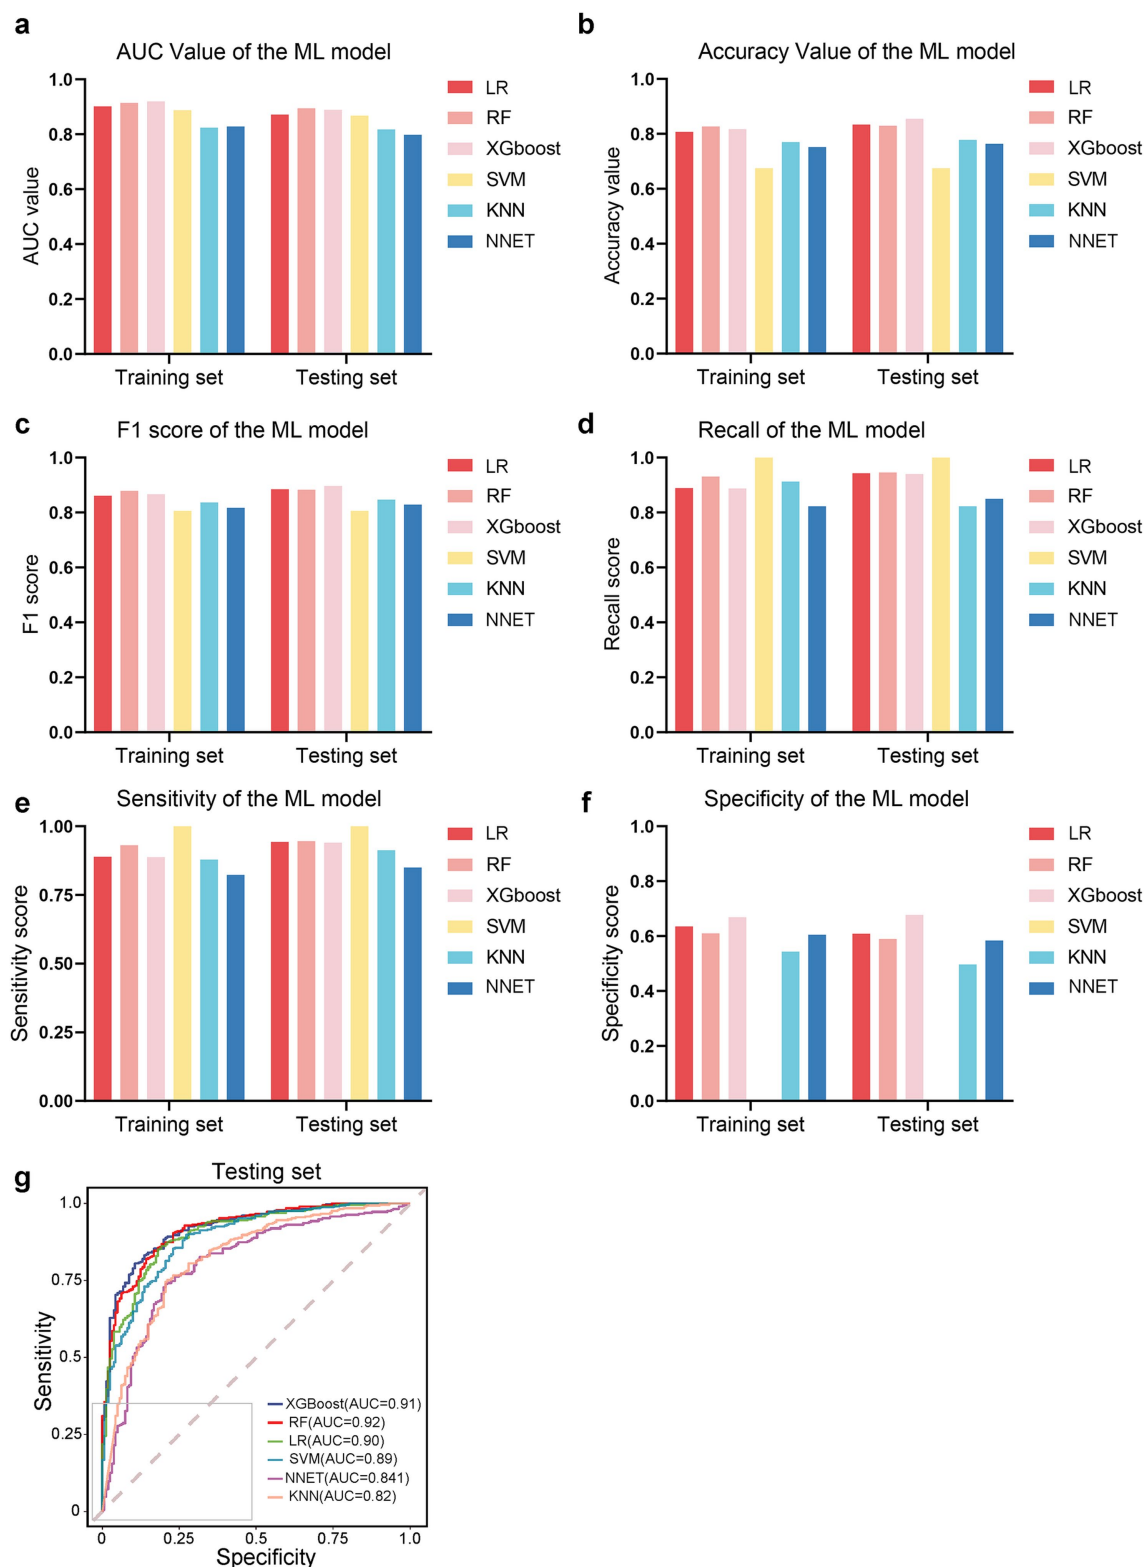 a
AUC Value of the ML model
AUC value
1.0
0.8
0.6
0.4
0.2
0.0
Training set
Testing set
LR
RF
XGboost
SVM
KNN
NNET
b
Accuracy Value of the ML model
Accuracy value
1.0
0.8
0.6
0.4
0.2
0.0
Training set
Testing set
LR
RF
XGboost
SVM
KNN
NNET
c
F1 score of the ML model
F1 score
1.0
0.8
0.6
0.4
0.2
0.0
Training set
Testing set
LR
RF
XGboost
SVM
KNN
NNET
d
Recall of the ML model
Recall score
1.0
0.8
0.6
0.4
0.2
0.0
Training set
Testing set
LR
RF
XGboost
SVM
KNN
NNET
e
Sensitivity of the ML model
Sensitivity score
1.00
0.75
0.50
0.25
0.00
Training set
Testing set
LR
RF
XGboost
SVM
KNN
NNET
f
Specificity of the ML model
Specificity score
1.0
0.8
0.6
0.4
0.2
0.0
Training set
Testing set
LR
RF
XGboost
SVM
KNN
NNET
g
Testing set
Sensitivity
1.0
0.75
0.5
0.25
0
XGBoost(AUC=0.91)
RF(AUC=0.92)
LR(AUC=0.90)
SVM(AUC=0.89)
NNET(AUC=0.841)
KNN(AUC=0.82)
0
0.25
0.5
0.75
1.0
Specificity